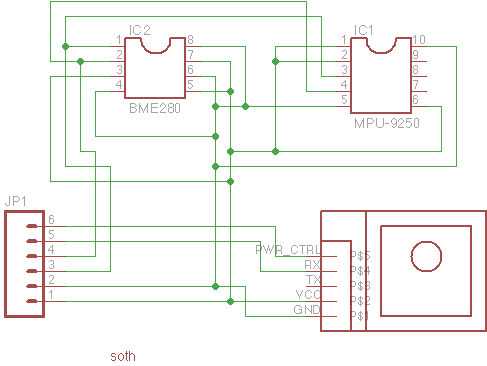 IC2
IC1
1
2
3
4
8
7
6
5
BME280
1
2
3
4
5
10
9
8
7
6
MPU-9250
JP1
6
5
4
3
2
1
PWR_CTRL P$5
RX P$4
TX P$3
VCC P$2
GND P$1
soth